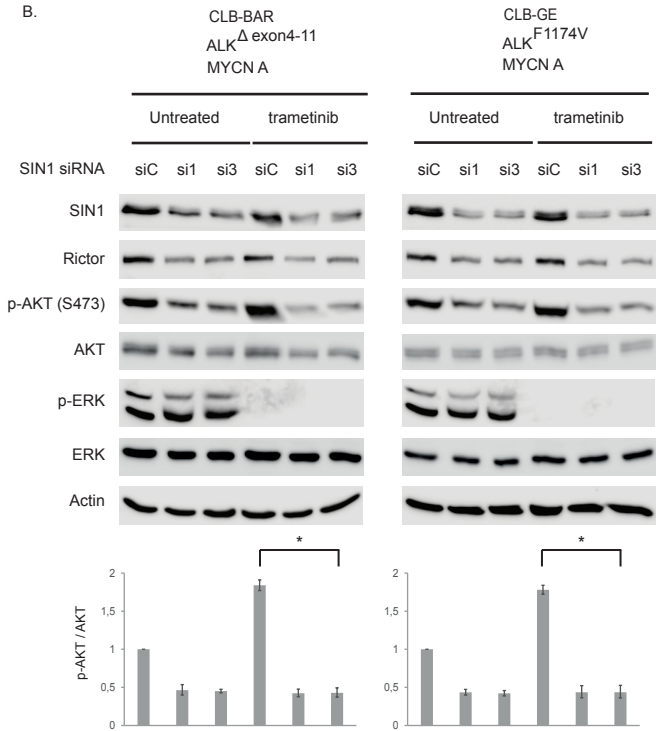 B.
CLB-BAR
ALK Δ exon4-11
MYCN A
CLB-GE
ALK F1174V
MYCN A
Untreated trametinib Untreated trametinib
SIN1 siRNA siC si1 si3 siC si1 si3 siC si1 si3 siC si1 si3
SIN1
Rictor
p-AKT (S473)
AKT
p-ERK
ERK
Actin
* *
p-AKT / AKT
2 2
1,5 1,5
1 1
0,5 0,5
0 0